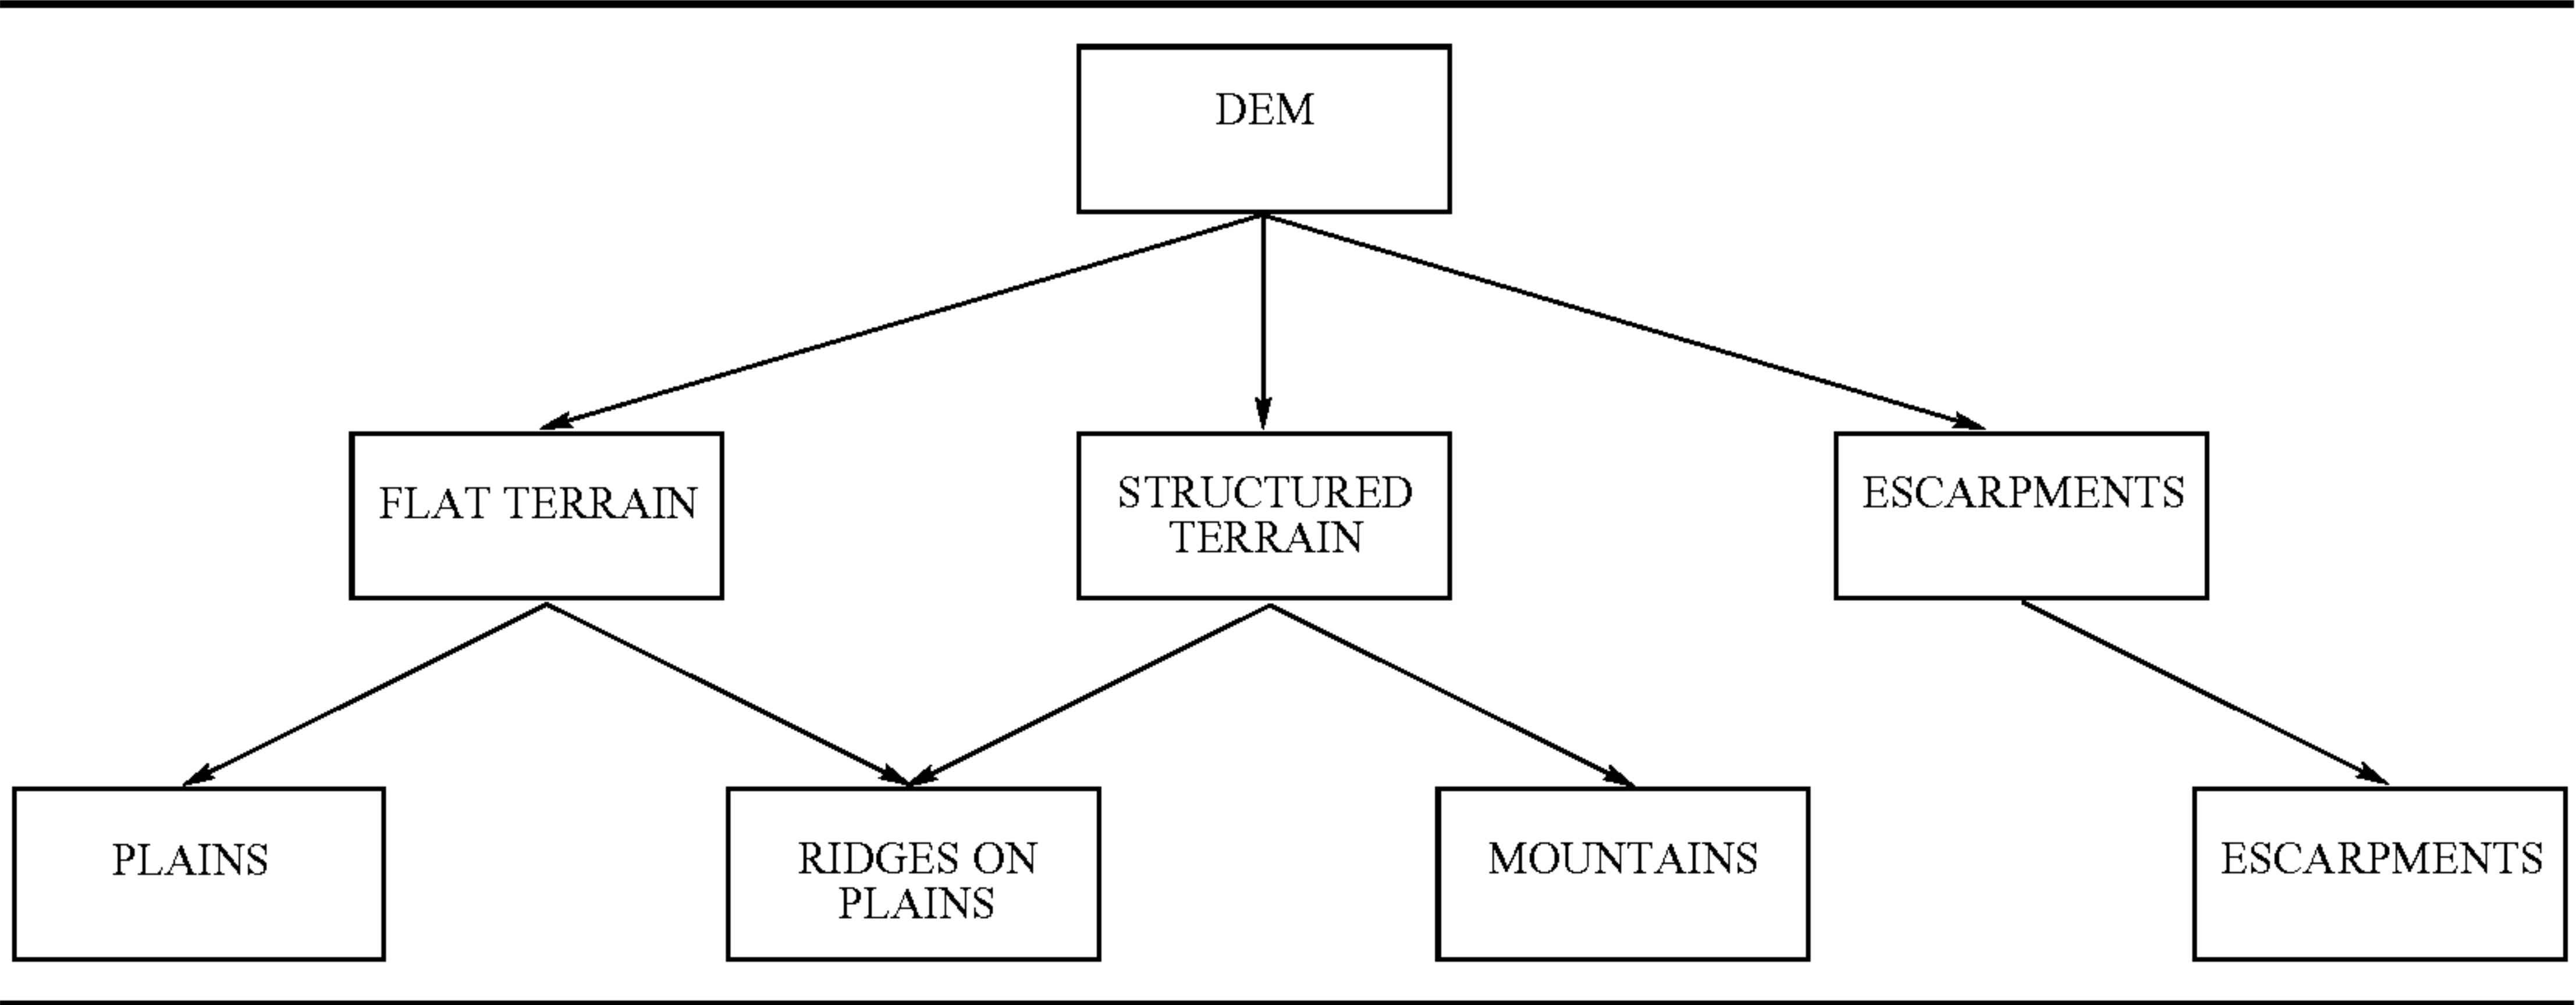 DEM
FLAT TERRAIN
STRUCTURED
TERRAIN
ESCARPMENTS
PLAINS
RIDGES ON
PLAINS
MOUNTAINS
ESCARPMENTS